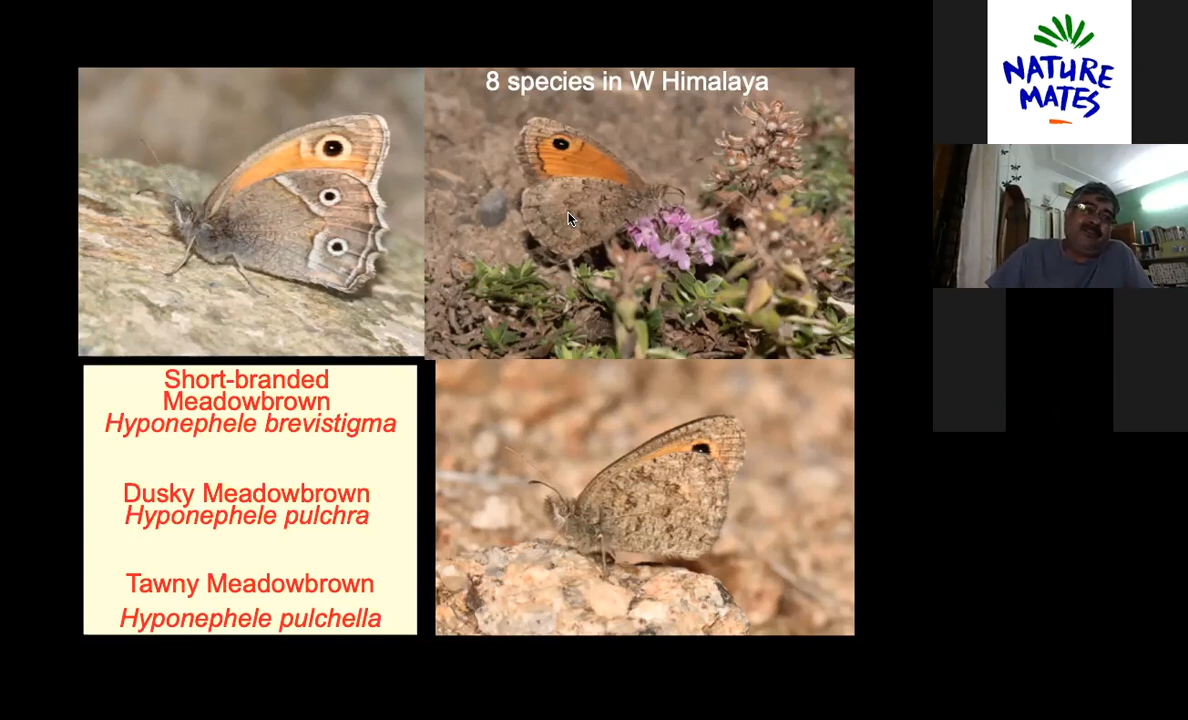 8 species in W Himalaya
NATURE
MATES
Short-branded
Meadowbrown
Hyponephele brevistigma
Dusky Meadowbrown
Hyponephele pulchra
Tawny Meadowbrown
Hyponephele pulchella